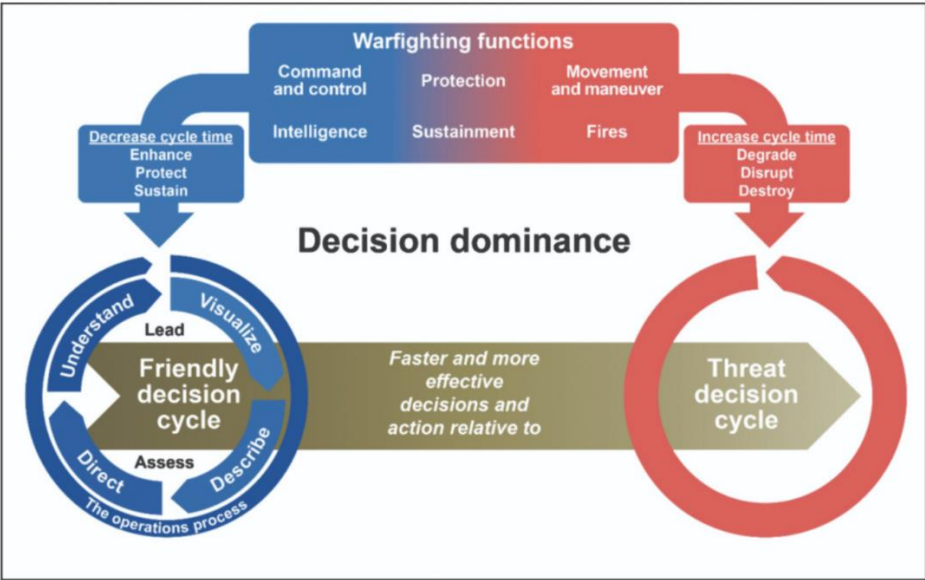 Warfighting functions
Command
and control
Protection
Movement
and maneuver
Intelligence
Sustainment
Fires
Decrease cycle time
Enhance
Protect
Sustain
Increase cycle time
Degrade
Disrupt
Destroy
Decision dominance
Understand
Visualize
Lead
Friendly
decision
cycle
Assess
Direct
Describe
The operations process
Faster and more
effective
decisions and
action relative to
Threat
decision
cycle